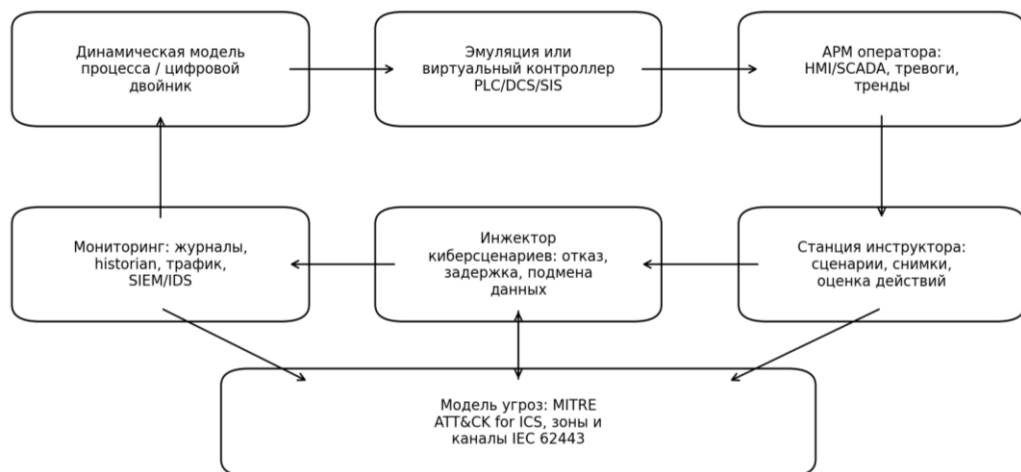 Динамическая модель
процесса / цифровой
двойник
Эмуляция или
виртуальный контроллер
PLC/DCS/SIS
АРМ оператора:
HMI/SCADA, тревоги,
тренды
Мониторинг: журналы,
historian, трафик,
SIEM/IDS
Инжектор
киберсценариев: отказ,
задержка, подмена
данных
Станция инструктора:
сценарии, снимки,
оценка действий
Модель угроз: MITRE
ATT&CK for ICS, зоны и
каналы IEC 62443